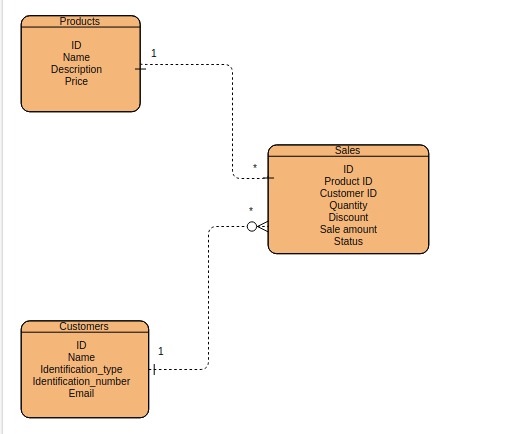 Products
ID
Name
Description
Price
1
*
Sales
ID
Product ID
Customer ID
Quantity
Discount
Sale amount
Status
*
Customers
ID
Name
Identification_type
Identification_number
Email
1